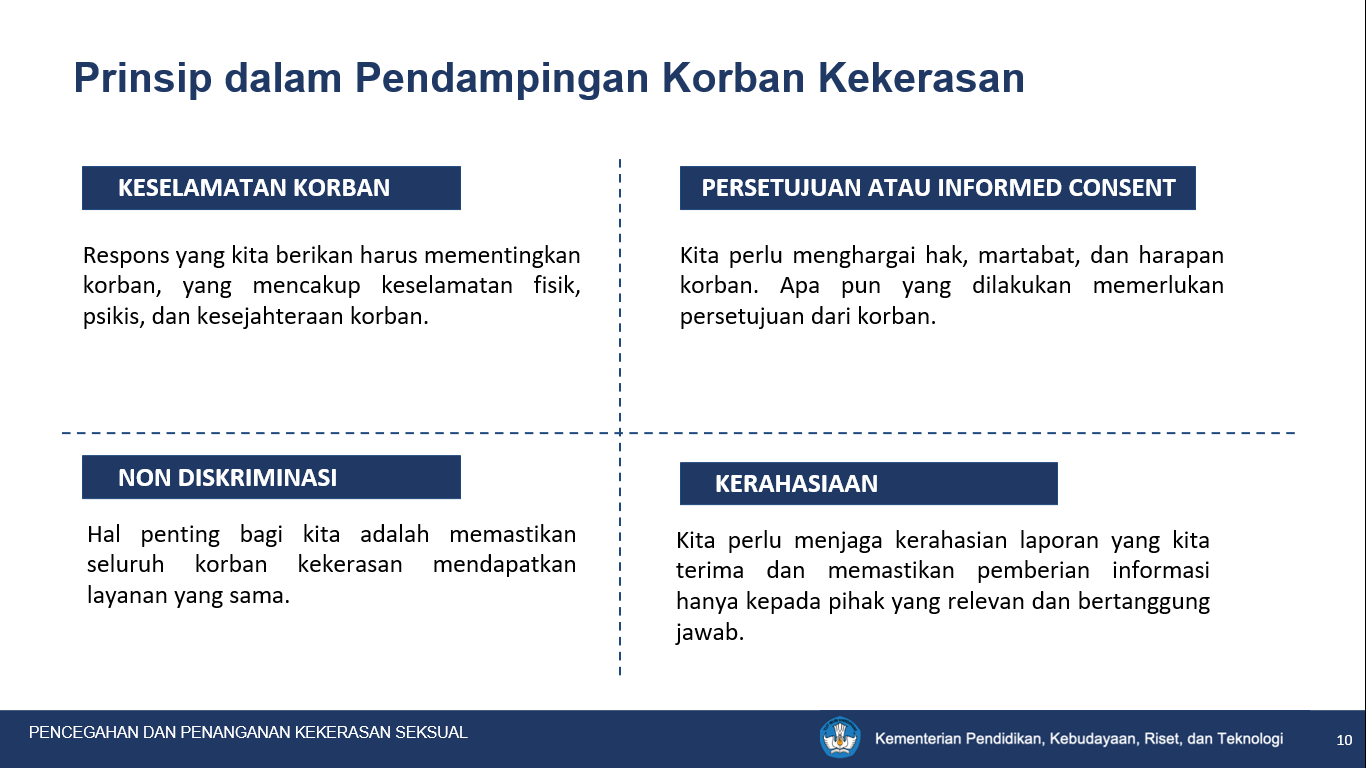 Prinsip dalam Pendampingan Korban Kekerasan
KESELAMATAN KORBAN
Respons yang kita berikan harus mementingkan
korban, yang mencakup keselamatan fisik,
psikis, dan kesejahteraan korban.
PERSETUJUAN ATAU INFORMED CONSENT
Kita perlu menghargai hak, martabat, dan harapan
korban. Apa pun yang dilakukan memerlukan
persetujuan dari korban.
NON DISKRIMINASI
Hal penting bagi kita adalah memastikan
seluruh korban kekerasan mendapatkan
layanan yang sama.
KERAHASIAAN
Kita perlu menjaga kerahasian laporan yang kita
terima dan memastikan pemberian informasi
hanya kepada pihak yang relevan dan bertanggung
jawab.
PENCEGAHAN DAN PENANGANAN KEKERASAN SEKSUAL
Kementerian Pendidikan, Kebudayaan, Riset, dan Teknologi
10